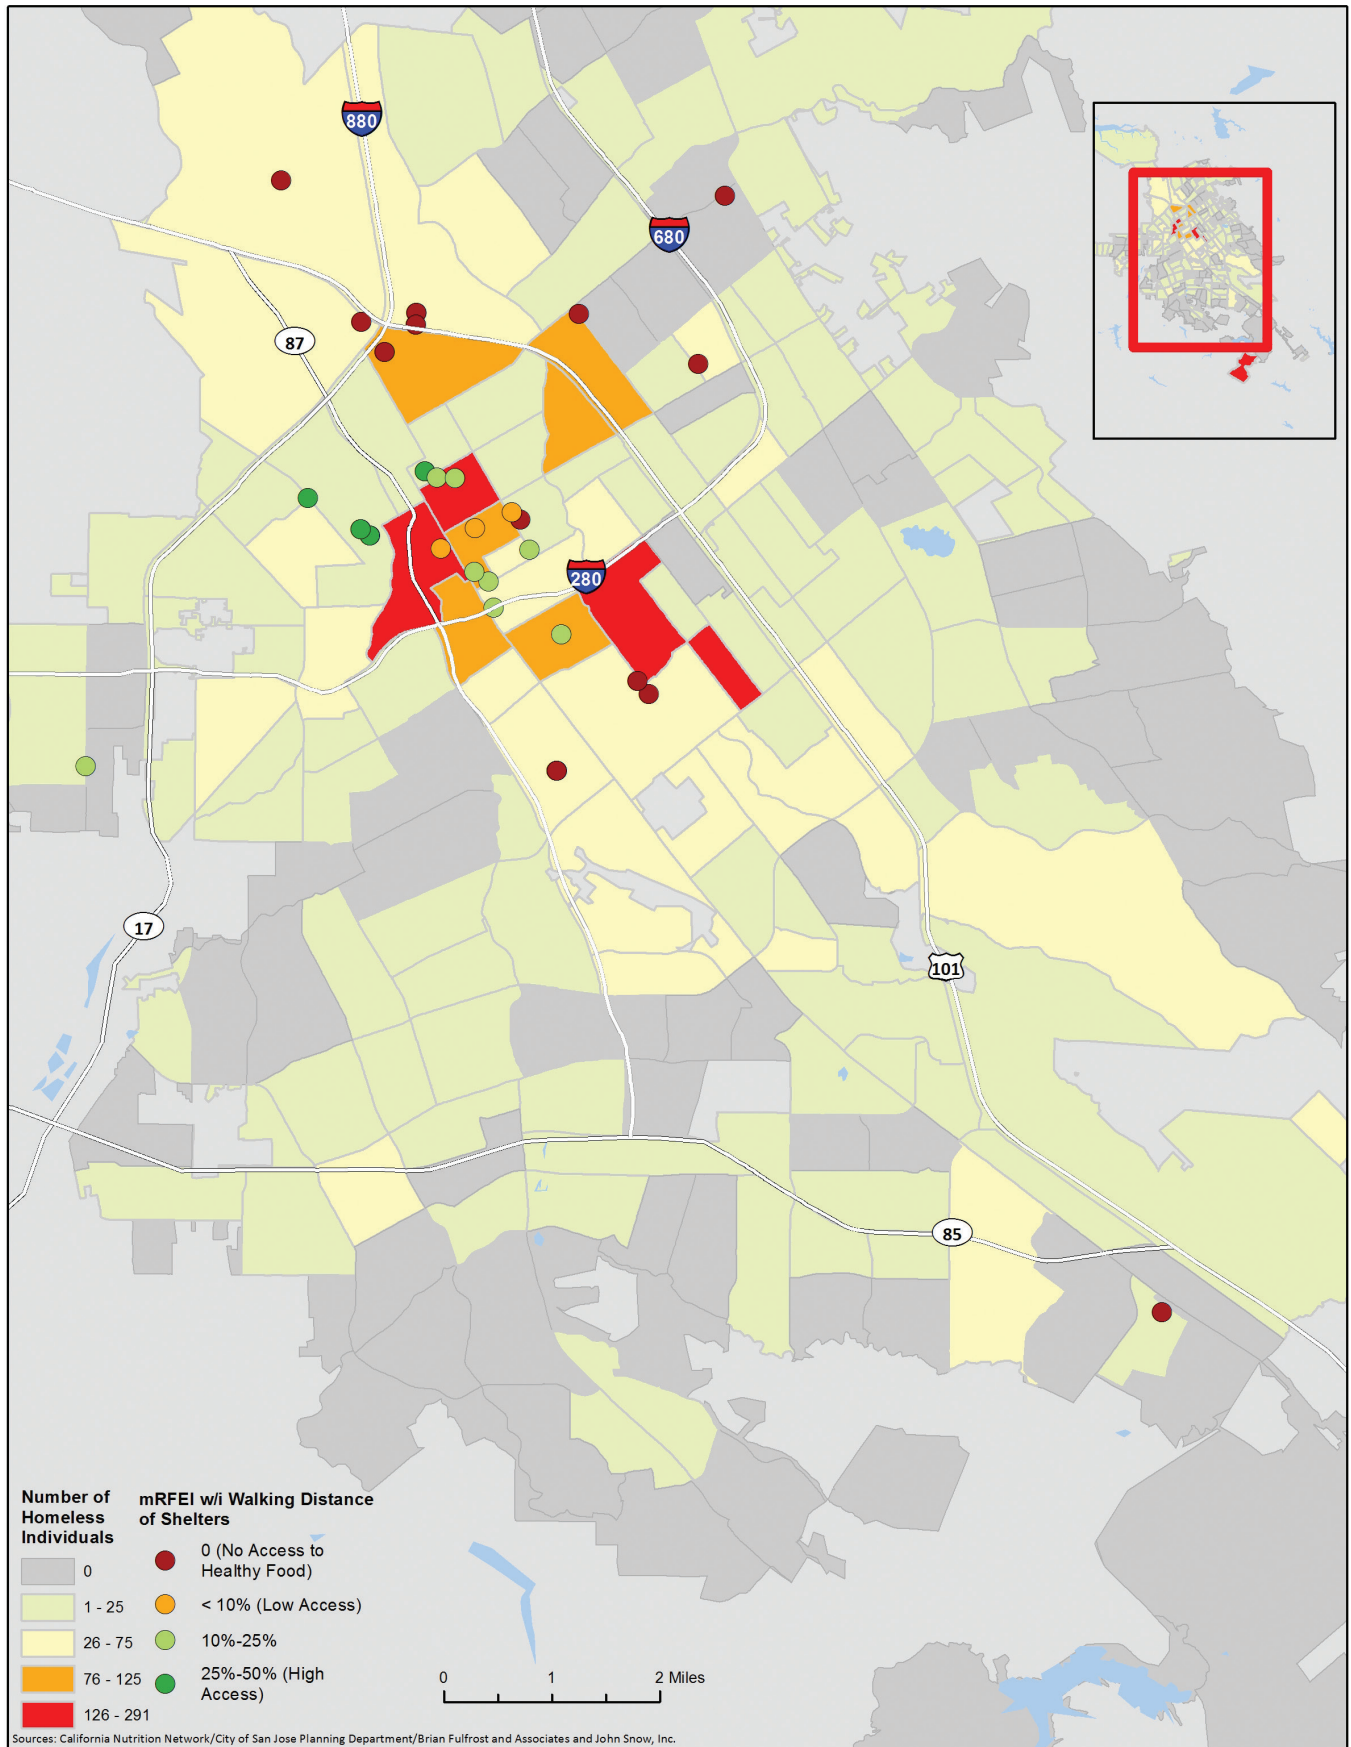 880
680
87
280
17
101
85
Number of
Homeless
Individuals
0
1 - 25
26 - 75
76 - 125
126 - 291
mRFEI w/i Walking Distance
of Shelters
0 (No Access to
Healthy Food)
< 10% (Low Access)
10%-25%
25%-50% (High
Access)
0 1 2 Miles
Sources: California Nutrition Network/City of San Jose Planning Department/Brian Fulfrost and Associates and John Snow, Inc.